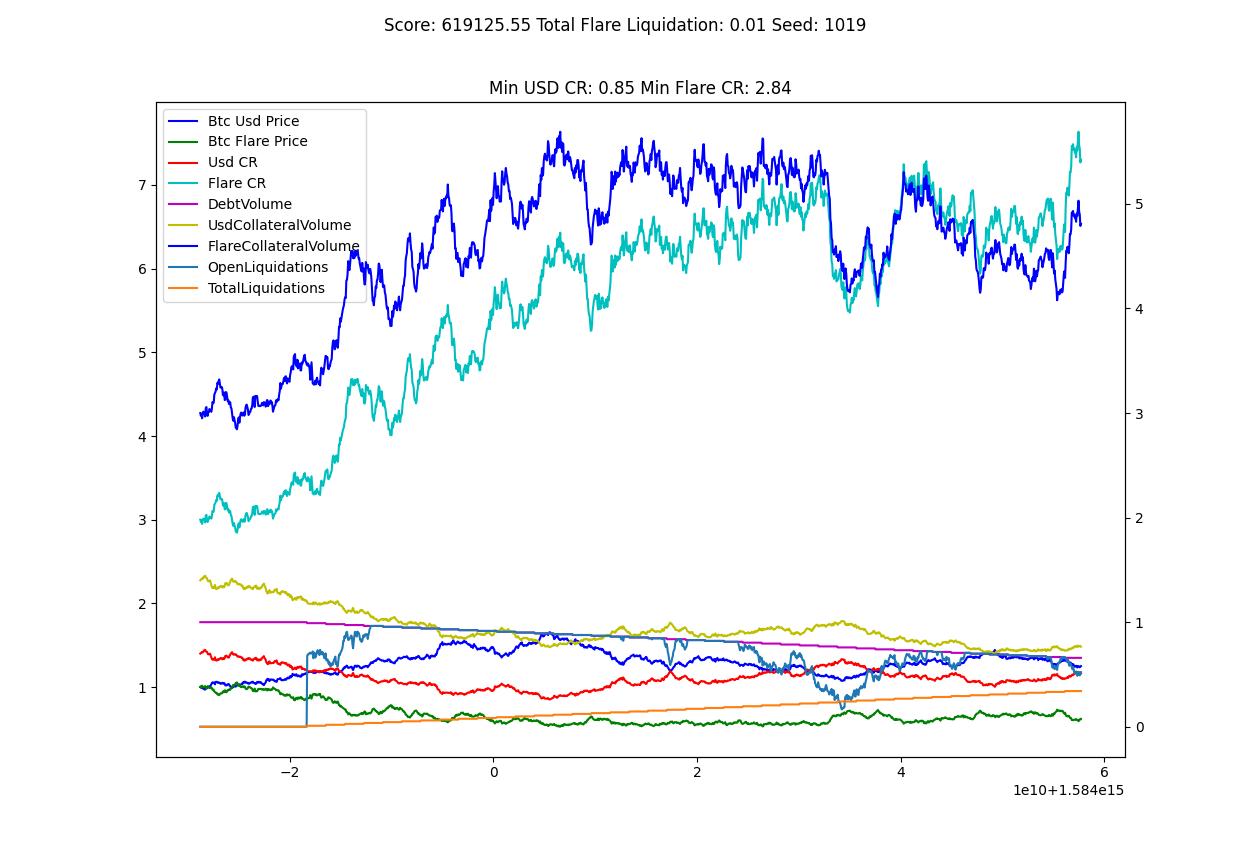 Score: 619125.55 Total Flare Liquidation: 0.01 Seed: 1019
Min USD CR: 0.85 Min Flare CR: 2.84
Btc Usd Price
Btc Flare Price
Usd CR
Flare CR
DebtVolume
UsdCollateralVolume
FlareCollateralVolume
OpenLiquidations
TotalLiquidations
7
6
5
4
3
2
1
5
4
3
2
1
0
−2
0
2
4
6
1e10+1.584e15